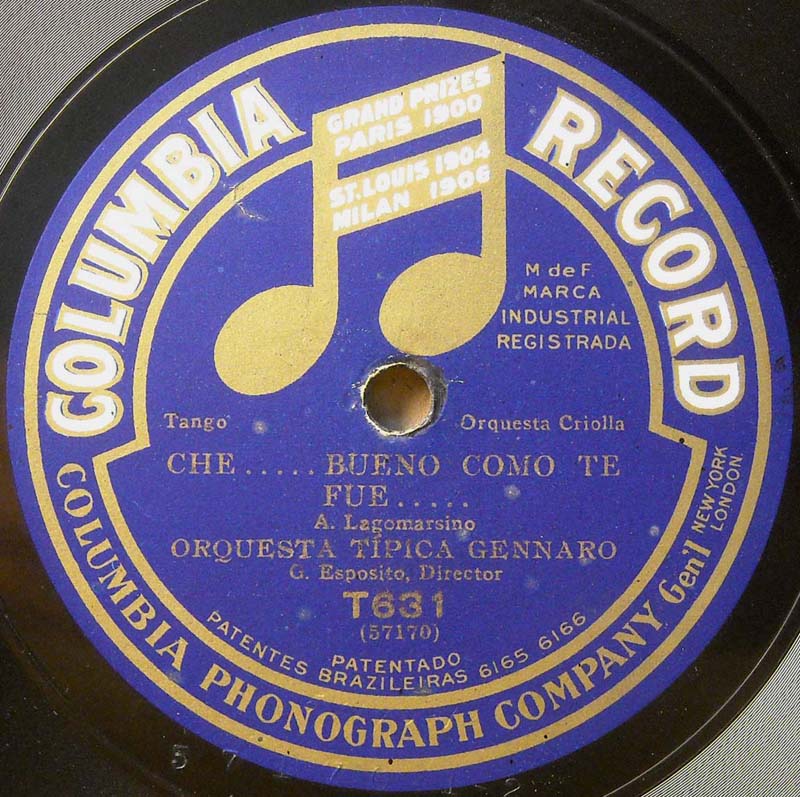 COLUMBIA RECORD
GRAND PRIZES
PARIS 1900
ST. LOUIS 1904
MILAN 1906
M de F.
MARCA
INDUSTRIAL
REGISTRADA
Tango
Orquesta Criolla
CHE ..... BUENO COMO TE
FUE .....
A. Lagomarsino
ORQUESTA TÍPICA GENNARO
G. Esposito, Director
T631
(57170)
PATENTADO
PATENTES BRAZILEIRAS 6165 6166
COLUMBIA PHONOGRAPH COMPANY Gen'l
NEW YORK
LONDON